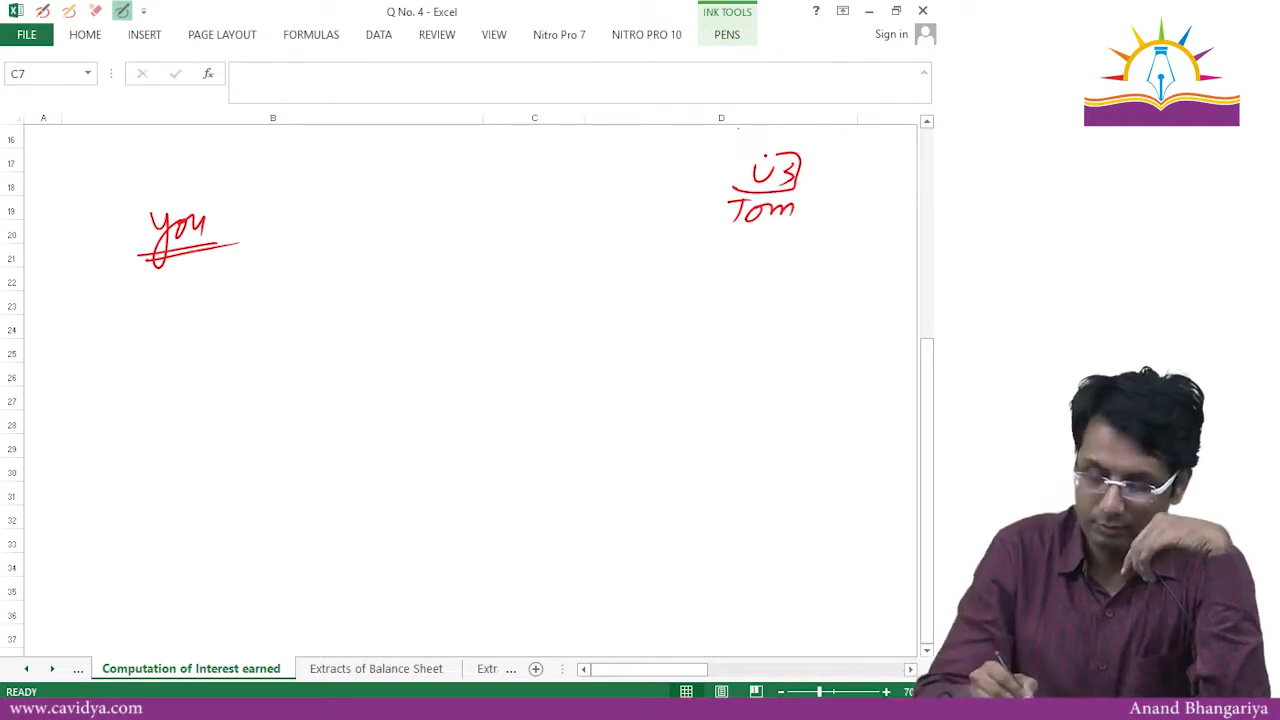 Q No. 4 - Excel
INK TOOLS
FILE HOME INSERT PAGE LAYOUT FORMULAS DATA REVIEW VIEW Nitro Pro 7 NITRO PRO 10 PENS
Sign in
C7
fx
A B C D
16
17
18
19
20
21
22
23
24
25
26
27
28
29
30
31
32
33
34
35
36
37
you
Tom
... Computation of Interest earned Extracts of Balance Sheet Extr ...
READY
70
www.cavidya.com Anand Bhangariya